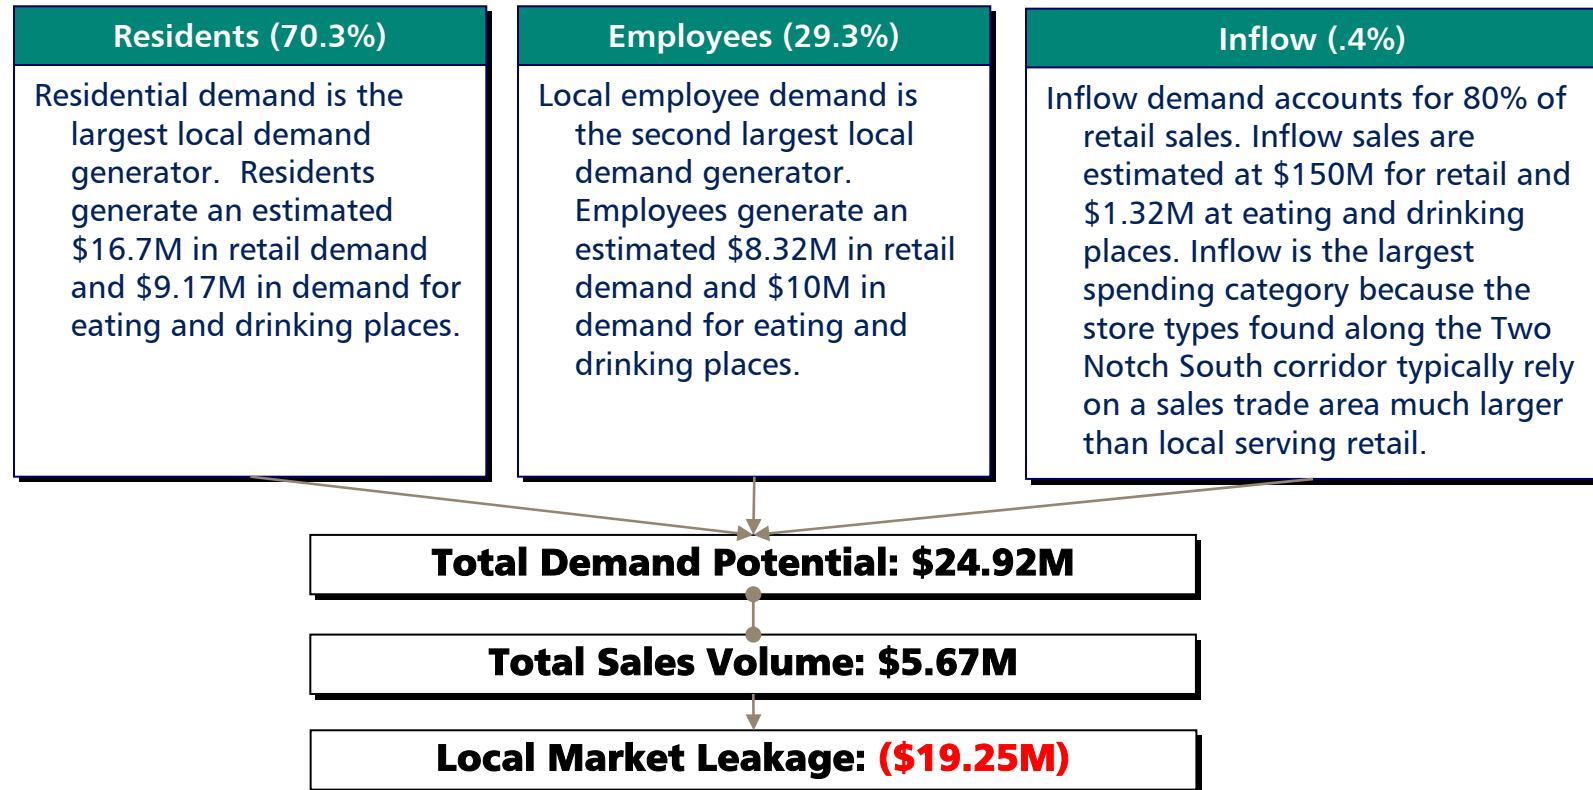 Residents (70.3%)
Residential demand is the
largest local demand
generator.  Residents
generate an estimated
$16.7M in retail demand
and $9.17M in demand for
eating and drinking places.
Employees (29.3%)
Local employee demand is
the second largest local
demand generator.
Employees generate an
estimated $8.32M in retail
demand and $10M in
demand for eating and
drinking places.
Inflow (.4%)
Inflow demand accounts for 80% of
retail sales. Inflow sales are
estimated at $150M for retail and
$1.32M at eating and drinking
places. Inflow is the largest
spending category because the
store types found along the Two
Notch South corridor typically rely
on a sales trade area much larger
than local serving retail.
Total Demand Potential: $24.92M
Total Sales Volume: $5.67M
Local Market Leakage: ($19.25M)